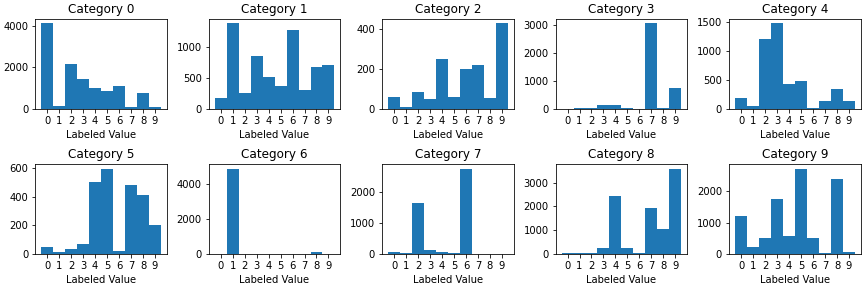 Category 0
4000
2000
0
0 1 2 3 4 5 6 7 8 9
Labeled Value
Category 1
1000
500
0
0 1 2 3 4 5 6 7 8 9
Labeled Value
Category 2
400
200
0
0 1 2 3 4 5 6 7 8 9
Labeled Value
Category 3
3000
2000
1000
0
0 1 2 3 4 5 6 7 8 9
Labeled Value
Category 4
1500
1000
500
0
0 1 2 3 4 5 6 7 8 9
Labeled Value
Category 5
600
400
200
0
0 1 2 3 4 5 6 7 8 9
Labeled Value
Category 6
4000
2000
0
0 1 2 3 4 5 6 7 8 9
Labeled Value
Category 7
2000
1000
0
0 1 2 3 4 5 6 7 8 9
Labeled Value
Category 8
3000
2000
1000
0
0 1 2 3 4 5 6 7 8 9
Labeled Value
Category 9
2000
1000
0
0 1 2 3 4 5 6 7 8 9
Labeled Value